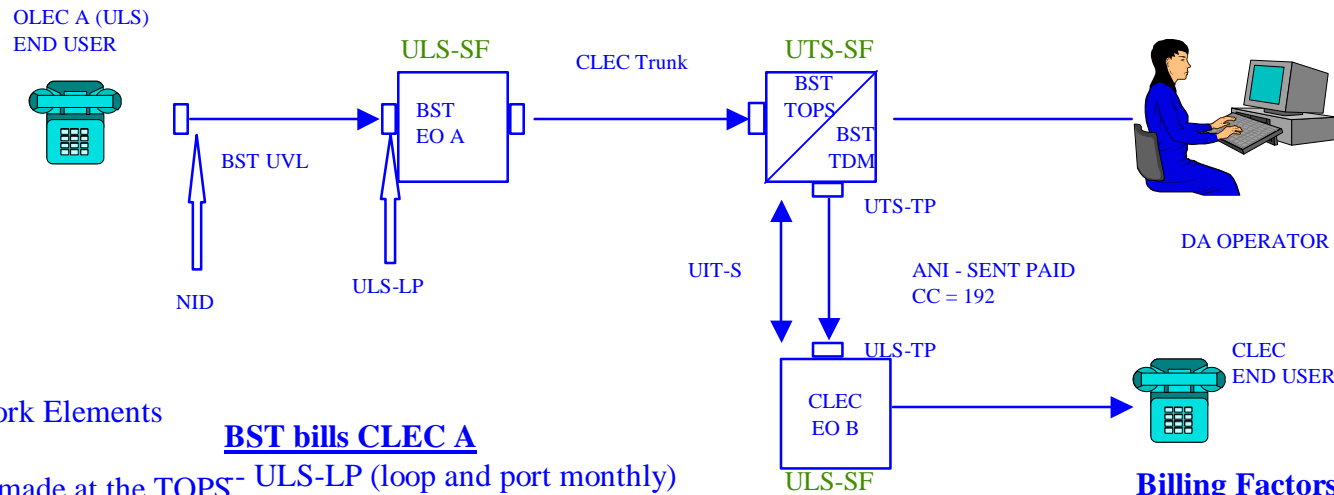 OLEC A (ULS)
END USER
ULS-SF
CLEC Trunk
UTS-SF
BST
EO A
BST
TOPS
BST
TDM
BST UVL
UTS-TP
DA OPERATOR
NID
ULS-LP
UIT-S
ANI - SENT PAID
CC = 192
ULS-TP
CLEC
END USER
CLEC
EO B
ULS-SF
ork Elements
BST bills CLEC A
made at the TOPS
-- ULS-LP (loop and port monthly)
Billing Factors